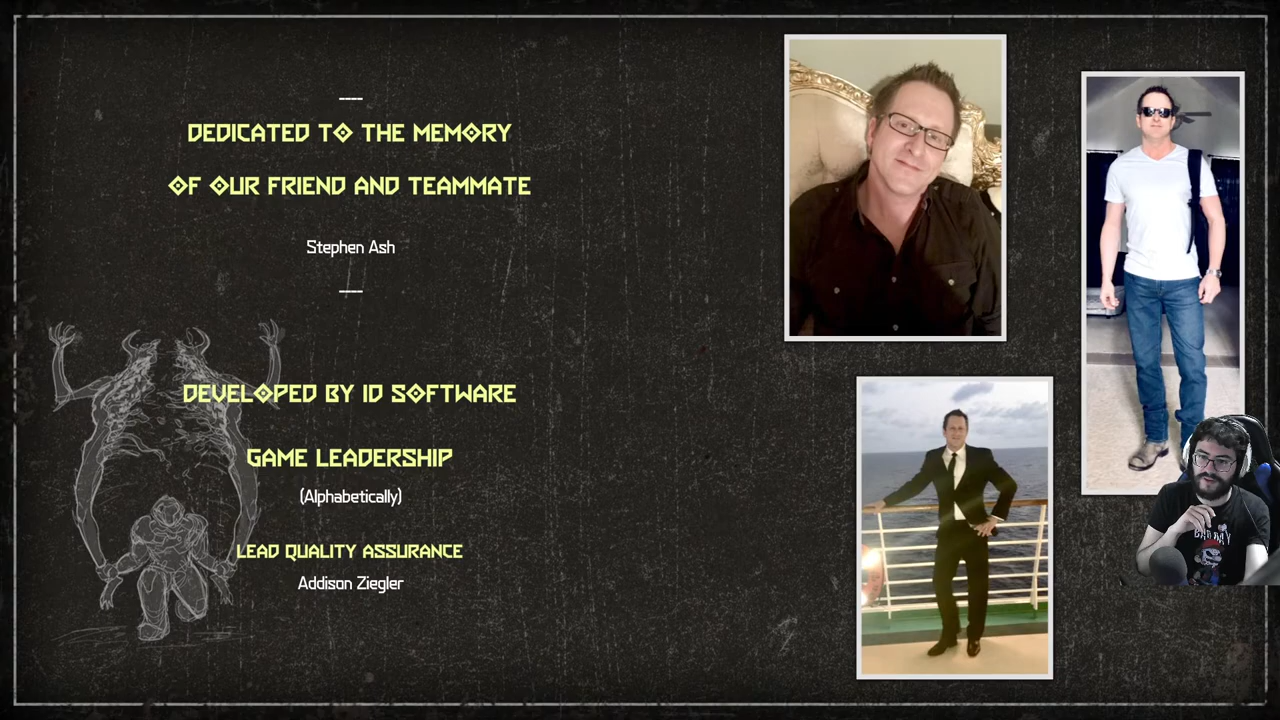 DEDICATED TO THE MEMORY
OF OUR FRIEND AND TEAMMATE
Stephen Ash
DEVELOPED BY ID SOFTWARE
GAME LEADERSHIP
(Alphabetically)
LEAD QUALITY ASSURANCE
Addison Ziegler